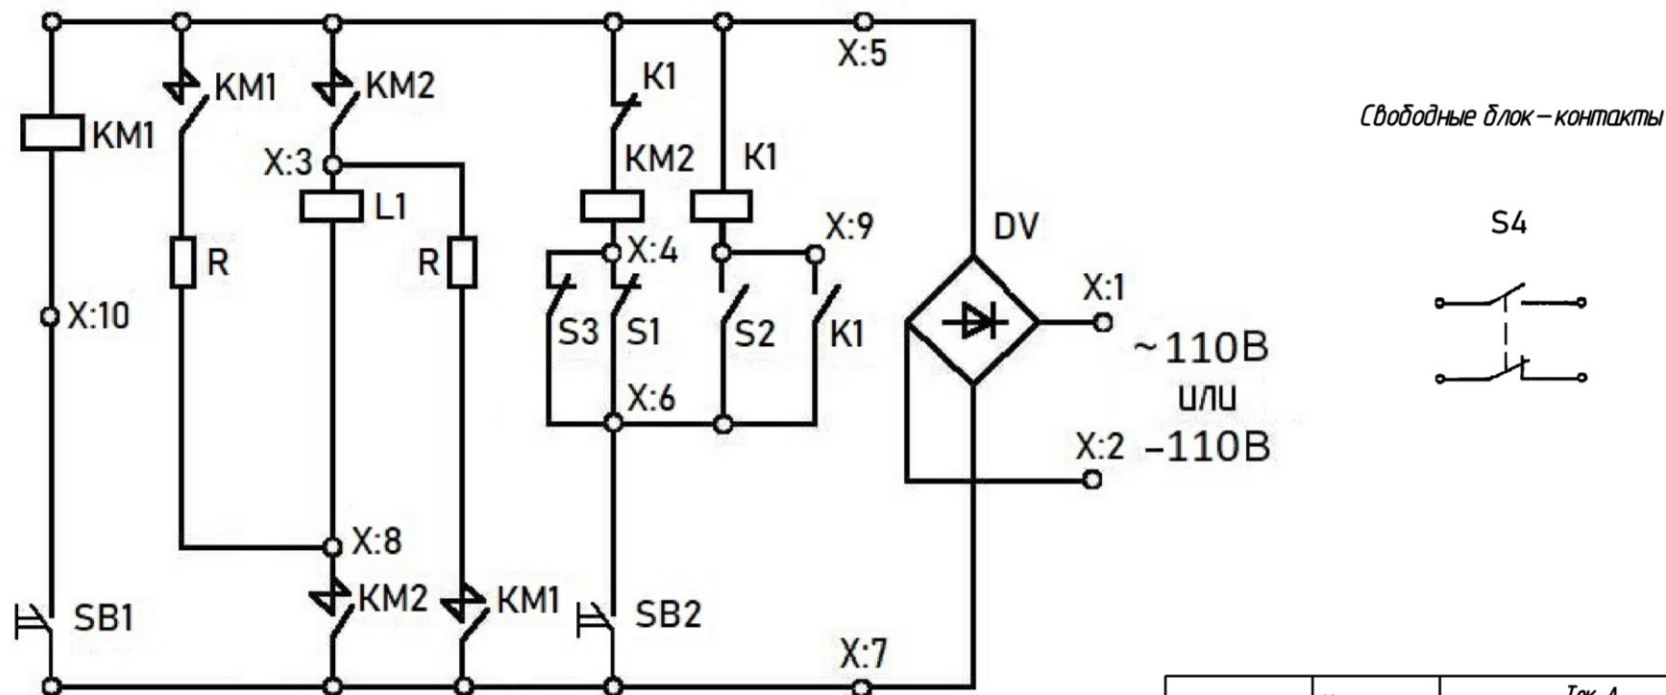 X:5
K1
KM1
KM2
Свободные блок-контакты
KM1
KM2
K1
X:3
L1
X:9
DV
S4
R
R
X:4
X:1
X:10
S3
S1
S2
K1
~110В
или
X:6
X:2
-110В
X:8
KM2
KM1
SB1
SB2
X:7
Ток, А